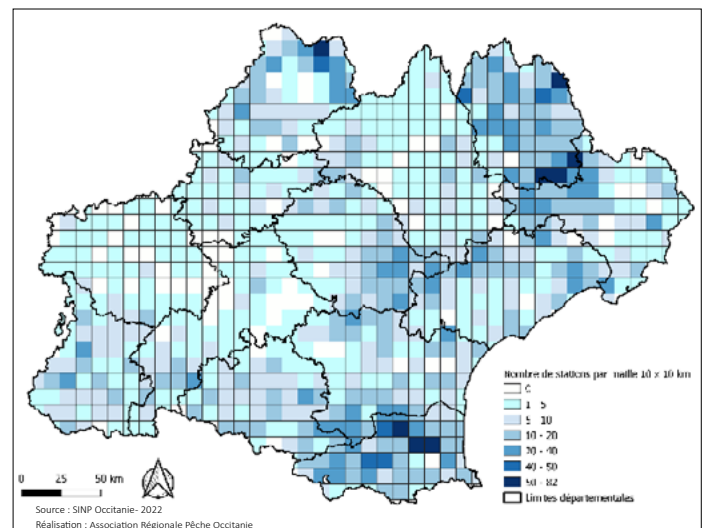 Nombre de stations par maille 10 x 10 km
0
1 - 5
5 - 10
10 - 20
20 - 40
40 - 50
50 - 82
Limites départementales
0 25 50 km
Source : SINP Occitanie- 2022
Réalisation : Association Régionale Pêche Occitanie